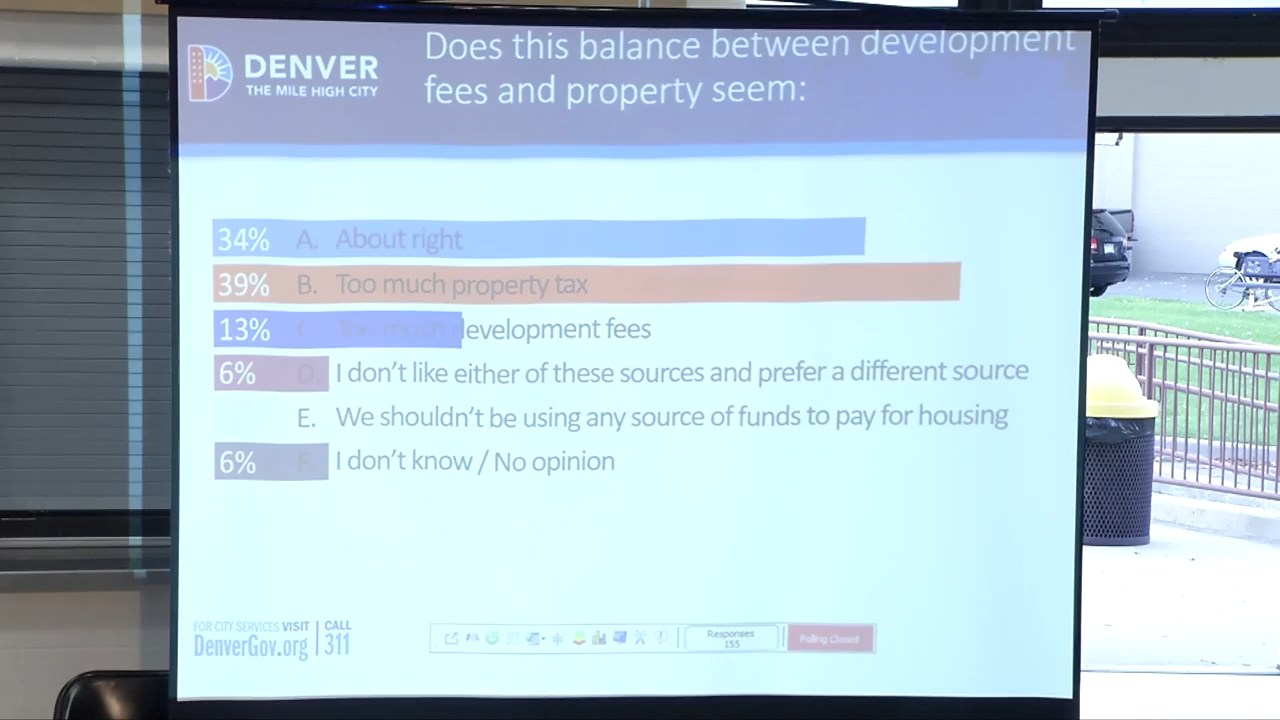 DENVER
THE MILE HIGH CITY
Does this balance between development
fees and property seem:
34% A. About right
39% B. Too much property tax
13% C. Too much development fees
6% D. I don't like either of these sources and prefer a different source
E. We shouldn't be using any source of funds to pay for housing
6% F. I don't know / No opinion
FOR CITY SERVICES VISIT
DenverGov.org
CALL
311
Responses
155
Polling Closed